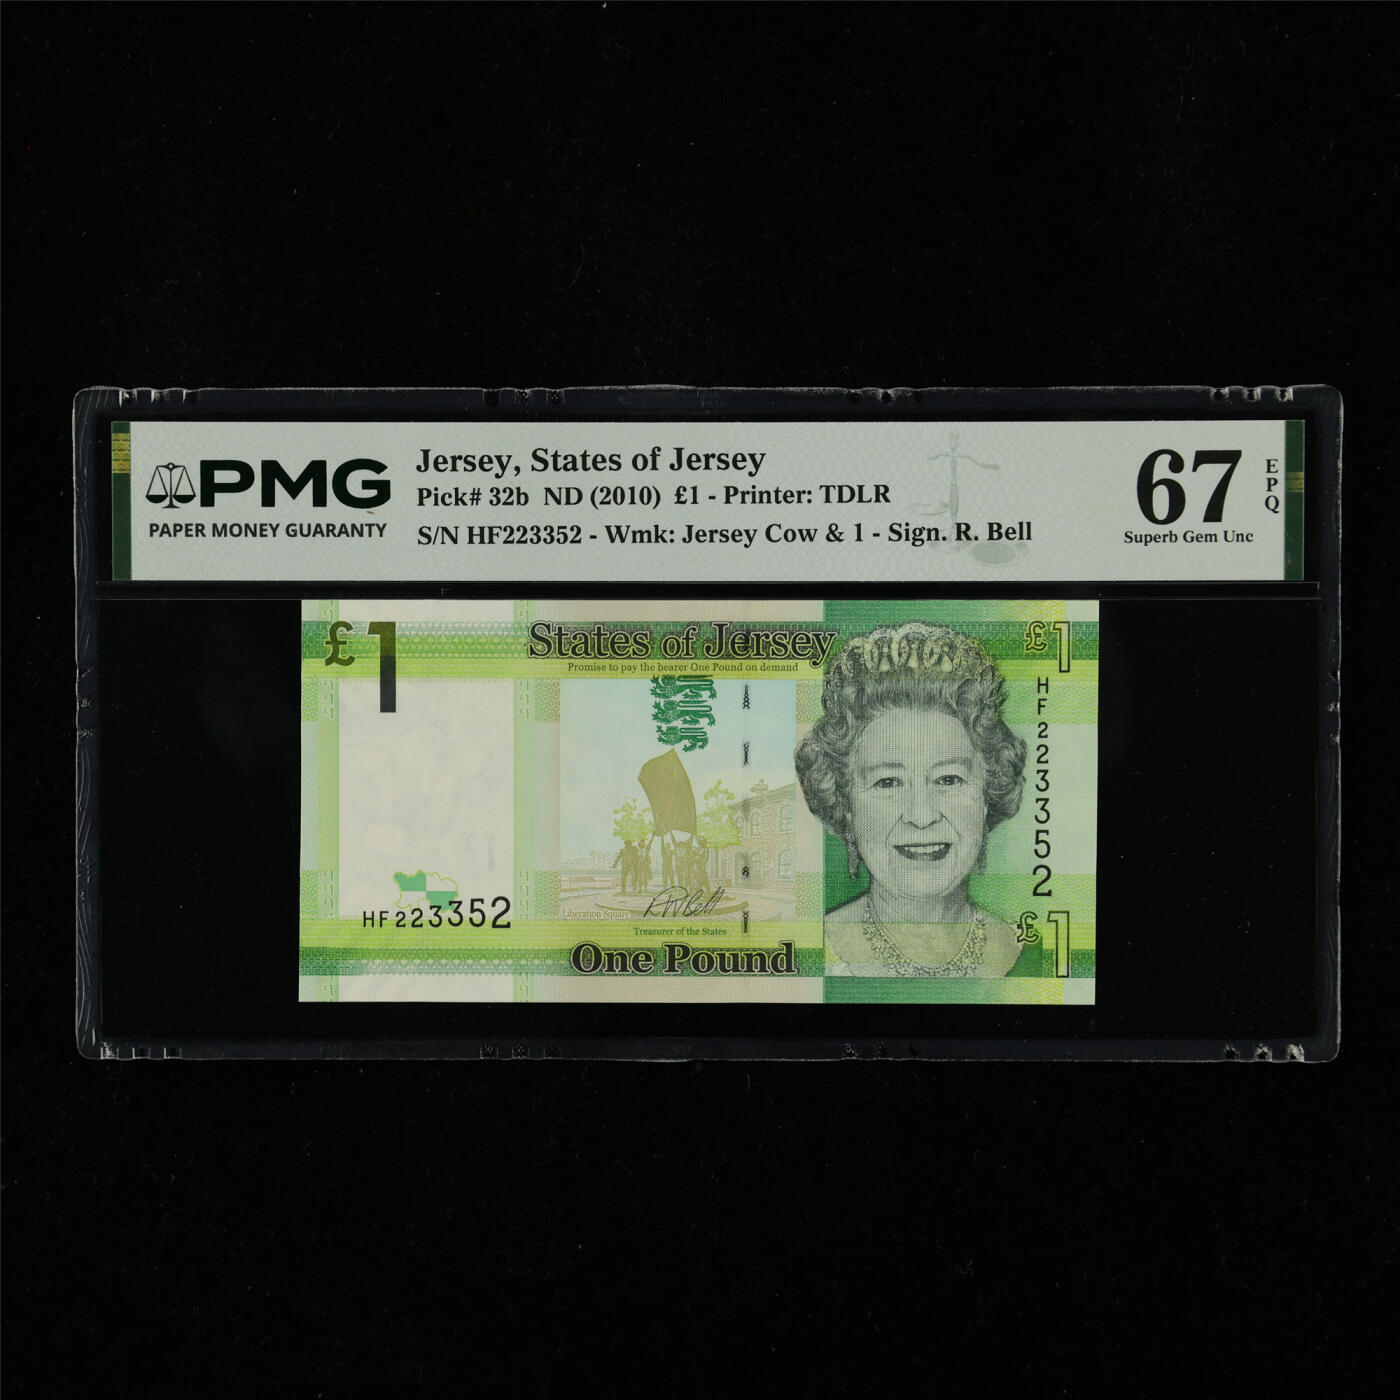 PMG
PAPER MONEY GUARANTY
Jersey, States of Jersey
Pick# 32b ND (2010) £1 - Printer: TDLR
S/N HF223352 - Wmk: Jersey Cow & 1 - Sign. R. Bell
67
EPQ
Superb Gem Unc
£1
States of Jersey
Promise to pay the bearer One Pound on demand
£1
HF223352
HF223352
Liberation Square
R W Bell
Treasurer of the States
One Pound
£1